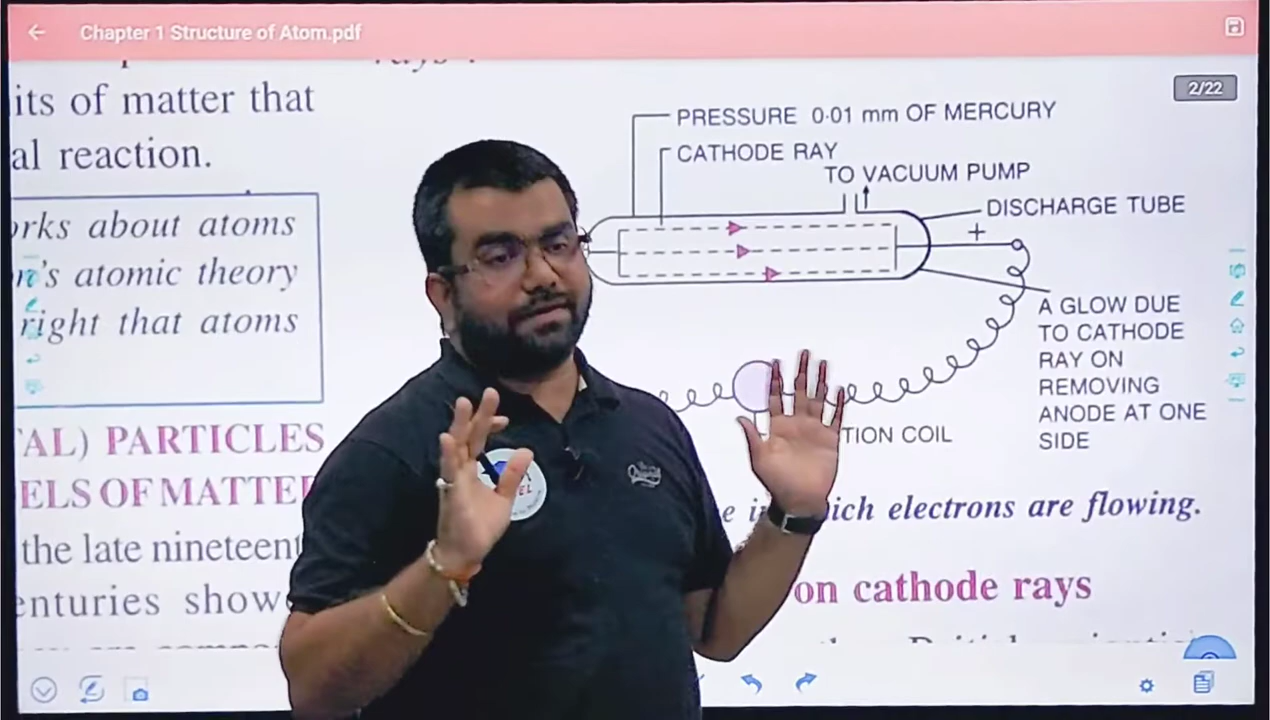 Chapter 1 Structure of Atom.pdf
2/22
its of matter that
al reaction.
rks about atoms
's atomic theory
right that atoms
AL) PARTICLES
ELS OF MATTE
the late nineteen
enturies show
PRESSURE 0·01 mm OF MERCURY
CATHODE RAY
TO VACUUM PUMP
DISCHARGE TUBE
+
A GLOW DUE
TO CATHODE
RAY ON
REMOVING
ANODE AT ONE
SIDE
TION COIL
ich electrons are flowing.
on cathode rays